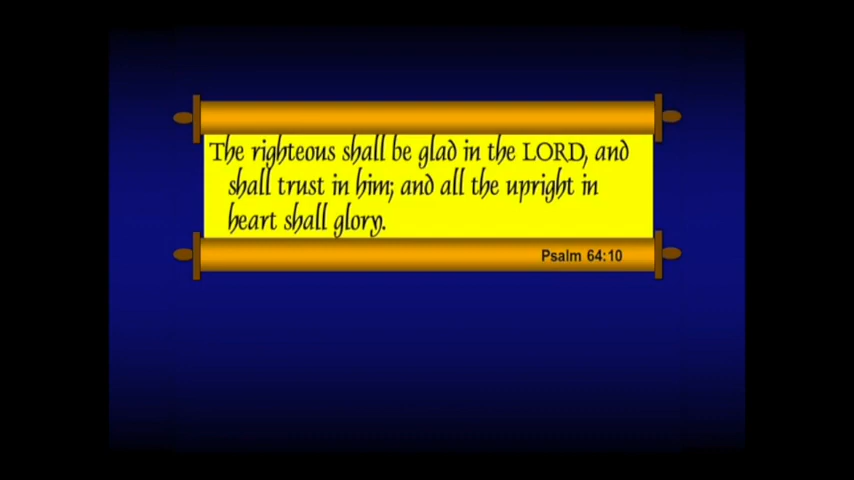 The righteous shall be glad in the LORD, and
shall trust in him; and all the upright in
heart shall glory.
Psalm 64:10